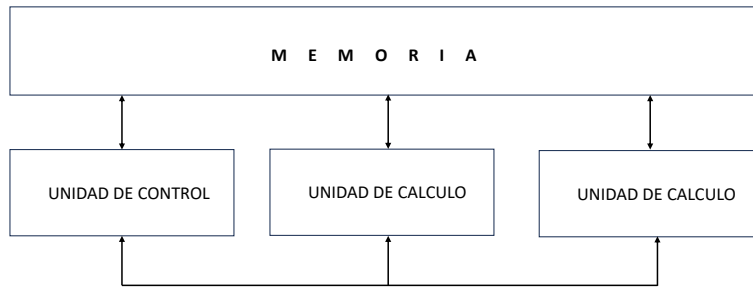 M E M O R I A
UNIDAD DE CONTROL
UNIDAD DE CALCULO
UNIDAD DE CALCULO